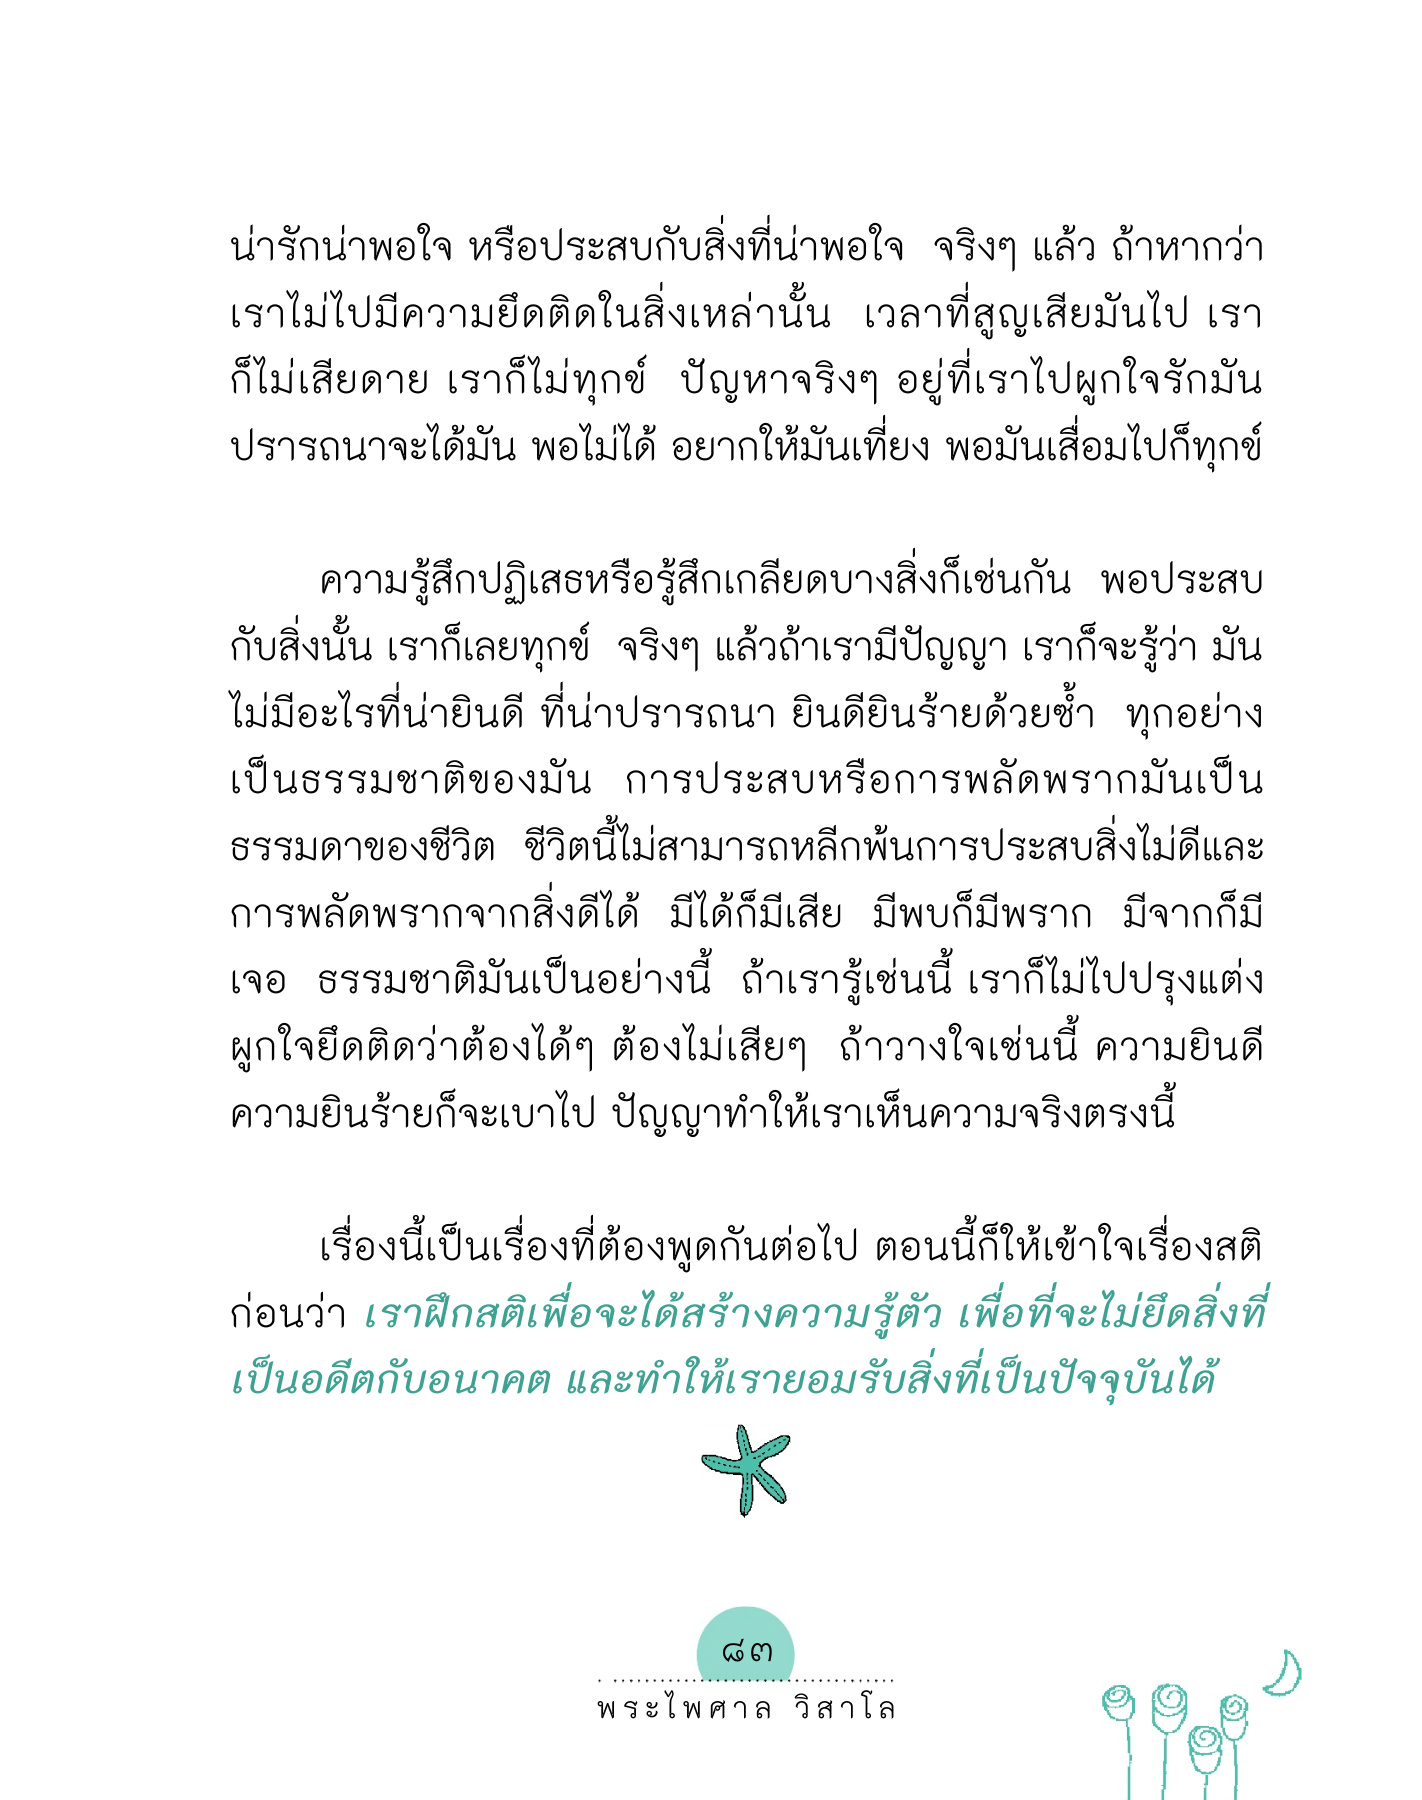 น่ารักน่าพอใจ หรือประสบกับสิ่งที่น่าพอใจ  จริงๆ แล้ว ถ้าหากว่า
เราไม่ไปมีความยึดติดในสิ่งเหล่านั้น  เวลาที่สูญเสียมันไป เรา
ก็ไม่เสียดาย เราก็ไม่ทุกข์  ปัญหาจริงๆ อยู่ที่เราไปผูกใจรักมัน
ปรารถนาจะได้มัน พอไม่ได้ อยากให้มันเที่ยง พอมันเสื่อมไปก็ทุกข์
ความรู้สึกปฏิเสธหรือรู้สึกเกลียดบางสิ่งก็เช่นกัน  พอประสบ
กับสิ่งนั้น เราก็เลยทุกข์  จริงๆ แล้วถ้าเรามีปัญญา เราก็จะรู้ว่า มัน
ไม่มีอะไรที่น่ายินดี ที่น่าปรารถนา ยินดียินร้ายด้วยซ้ำ  ทุกอย่าง
เป็นธรรมชาติของมัน  การประสบหรือการพลัดพรากมันเป็น
ธรรมดาของชีวิต  ชีวิตนี้ไม่สามารถหลีกพ้นการประสบสิ่งไม่ดีและ
การพลัดพรากจากสิ่งดีได้  มีได้ก็มีเสีย  มีพบก็มีพราก  มีจากก็มี
เจอ  ธรรมชาติมันเป็นอย่างนี้  ถ้าเรารู้เช่นนี้ เราก็ไม่ไปปรุงแต่ง
ผูกใจยึดติดว่าต้องได้ๆ ต้องไม่เสียๆ  ถ้าวางใจเช่นนี้ ความยินดี
ความยินร้ายก็จะเบาไป ปัญญาทำให้เราเห็นความจริงตรงนี้
เรื่องนี้เป็นเรื่องที่ต้องพูดกันต่อไป ตอนนี้ก็ให้เข้าใจเรื่องสติ
ก่อนว่า เราฝึกสติเพื่อจะได้สร้างความรู้ตัว เพื่อที่จะไม่ยึดสิ่งที่
เป็นอดีตกับอนาคต และทำให้เรายอมรับสิ่งที่เป็นปัจจุบันได้
๘๓
พระไพศาล วิสาโล